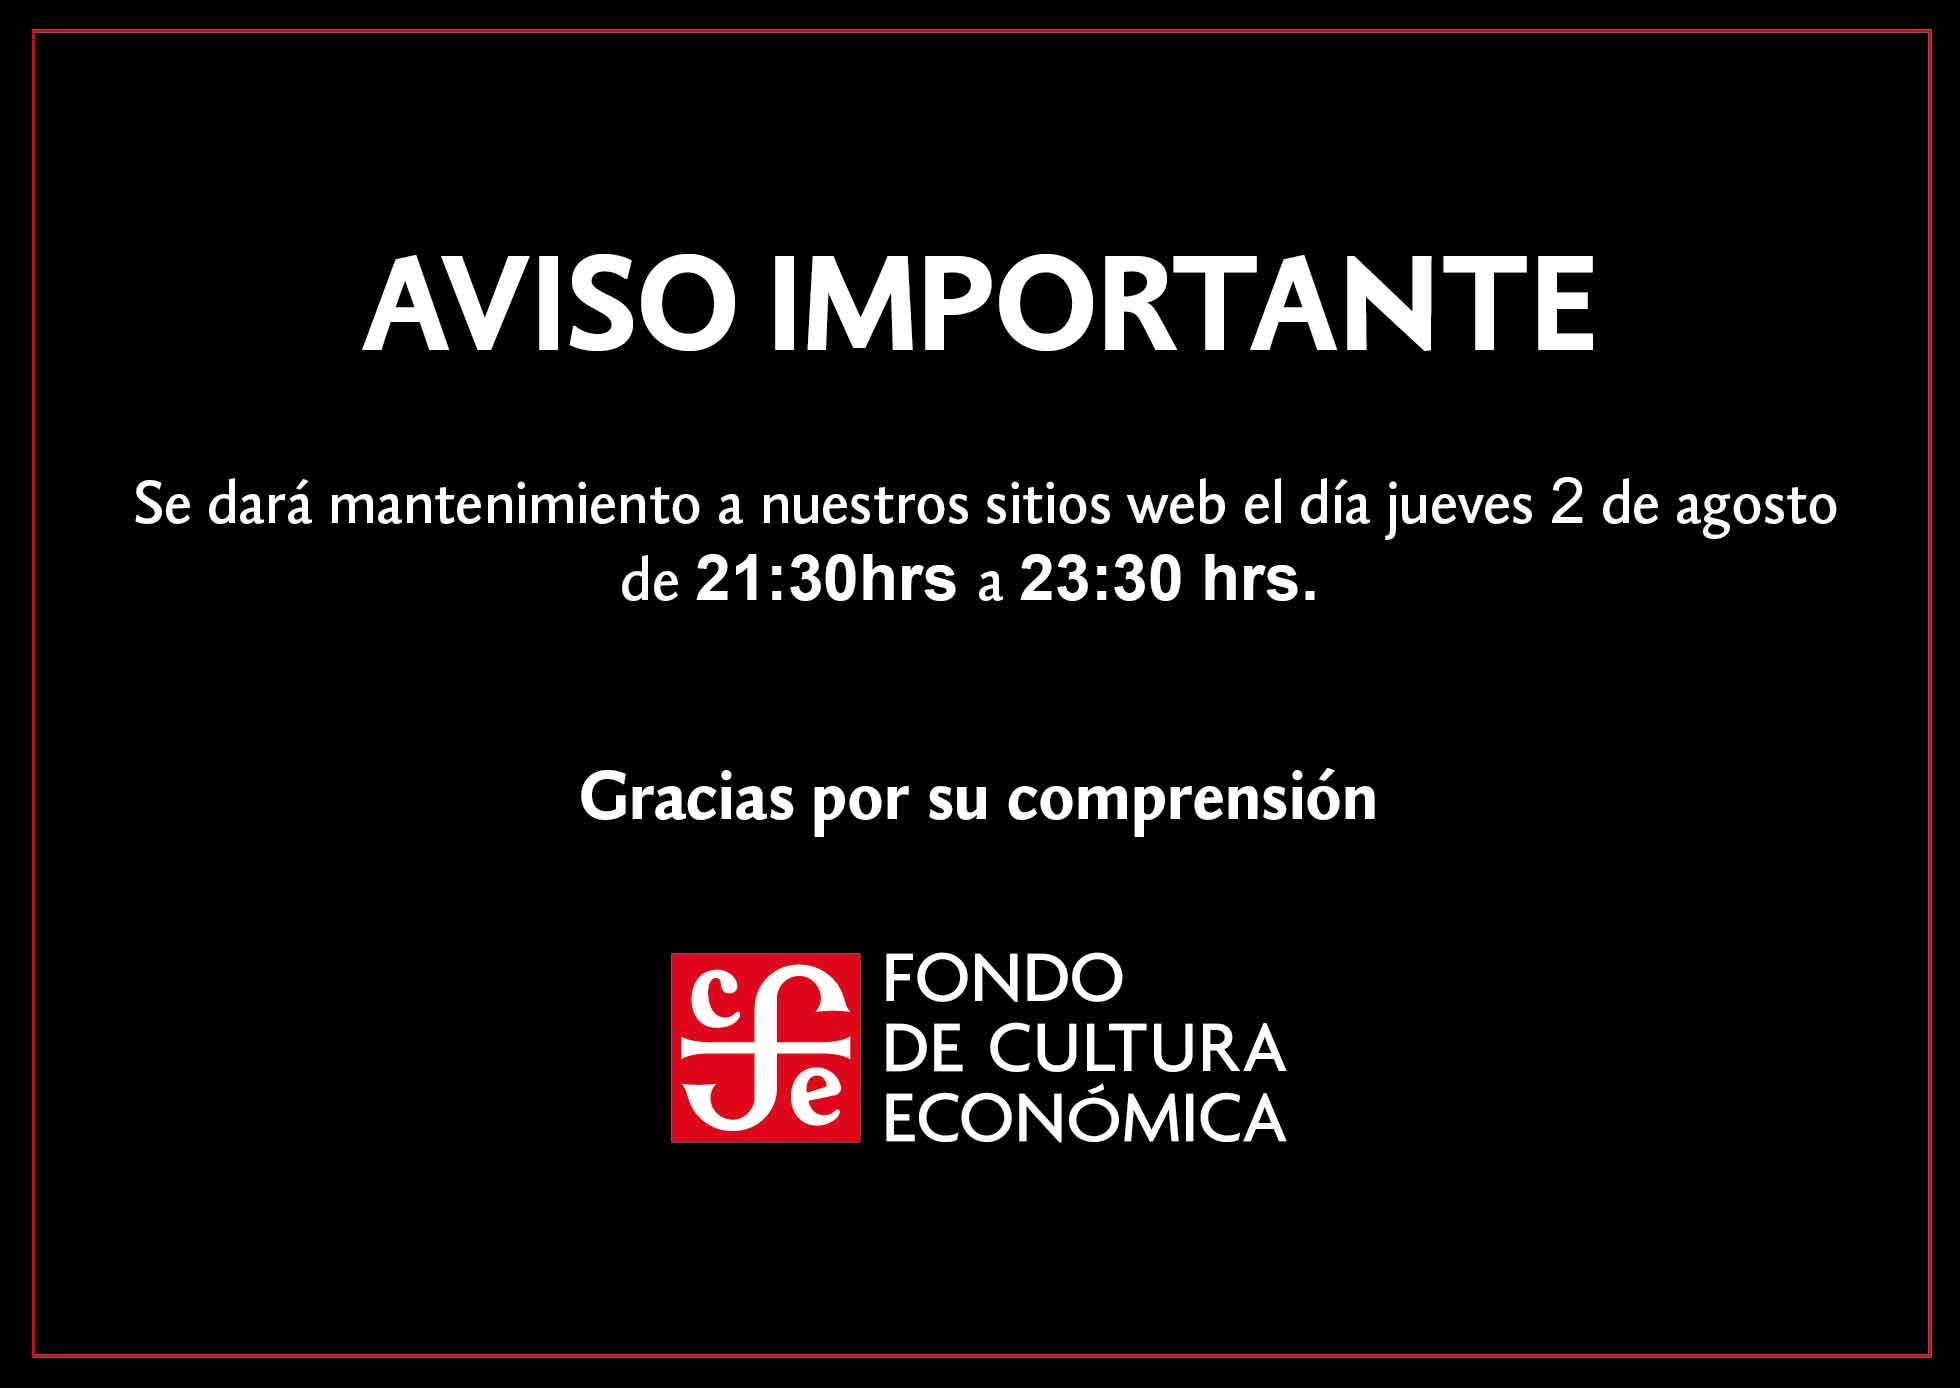 AVISO IMPORTANTE
Se dará mantenimiento a nuestros sitios web el día jueves 2 de agosto
de 21:30hrs a 23:30 hrs.
Gracias por su comprensión
cfe
FONDO
DE CULTURA
ECONÓMICA